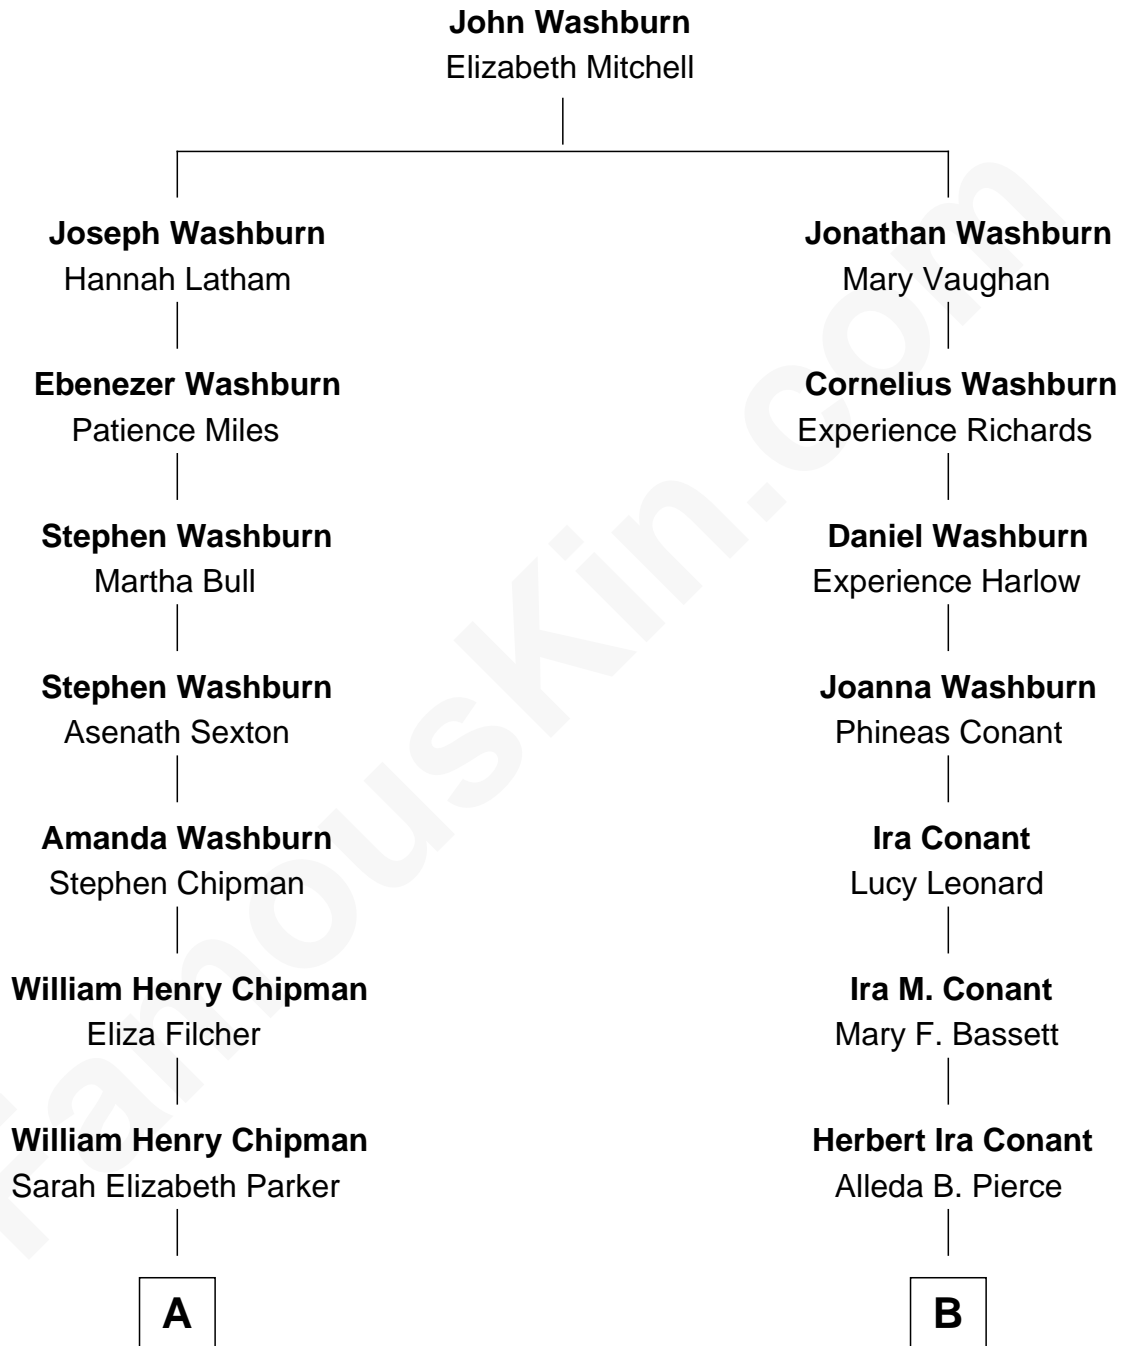 John Washburn
Elizabeth Mitchell
Joseph Washburn
Hannah Latham
Jonathan Washburn
Mary Vaughan
Ebenezer Washburn
Patience Miles
Cornelius Washburn
Experience Richards
Stephen Washburn
Martha Bull
Daniel Washburn
Experience Harlow
Stephen Washburn
Asenath Sexton
Joanna Washburn
Phineas Conant
Amanda Washburn
Stephen Chipman
Ira Conant
Lucy Leonard
William Henry Chipman
Eliza Filcher
Ira M. Conant
Mary F. Bassett
William Henry Chipman
Sarah Elizabeth Parker
Herbert Ira Conant
Alleda B. Pierce
A
B
FamousKin.com